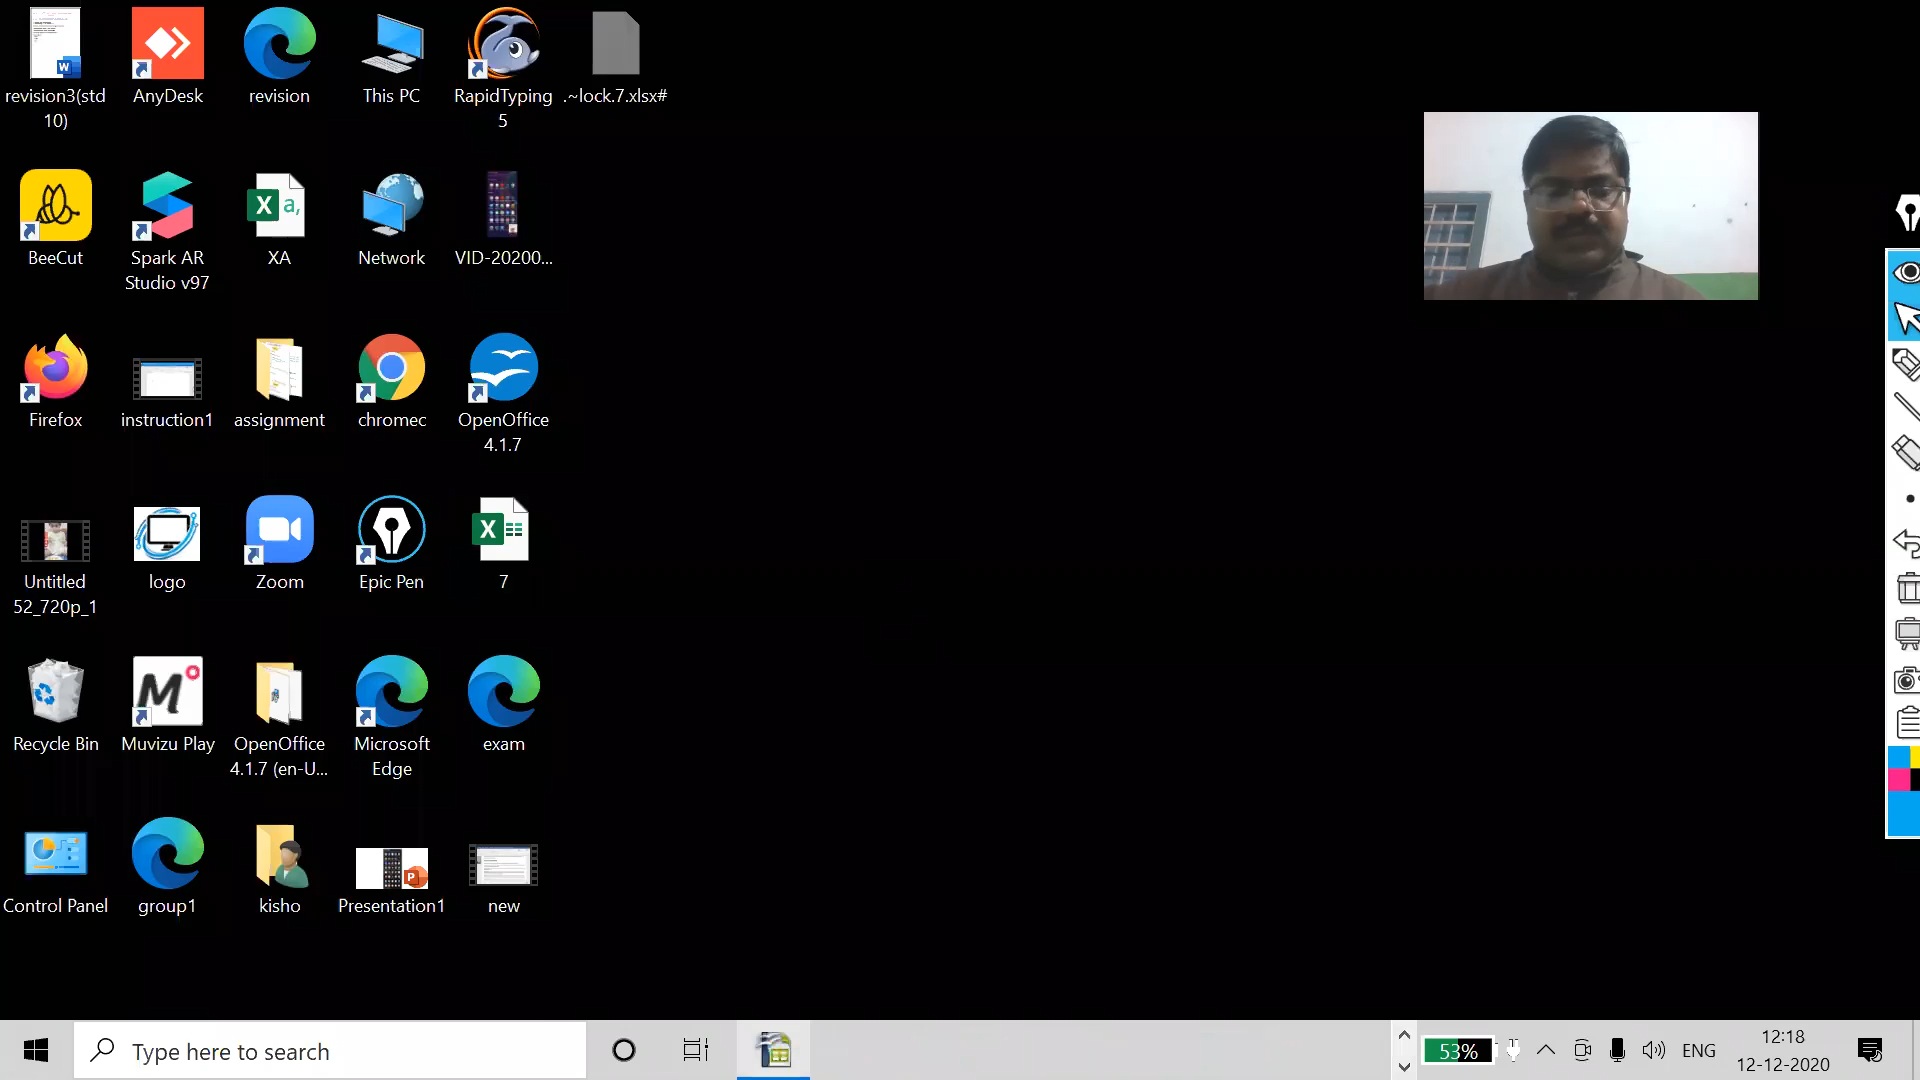 revision3(std
10)
AnyDesk
revision
This PC
RapidTyping
5
.~lock.7.xlsx#
BeeCut
Spark AR
Studio v97
XA
Network
VID-20200...
Firefox
instruction1
assignment
chromec
OpenOffice
4.1.7
Untitled
52_720p_1
logo
Zoom
Epic Pen
7
Recycle Bin
Muvizu Play
OpenOffice
4.1.7 (en-U...
Microsoft
Edge
exam
Control Panel
group1
kisho
Presentation1
new
Type here to search
53%
ENG
12:18
12-12-2020